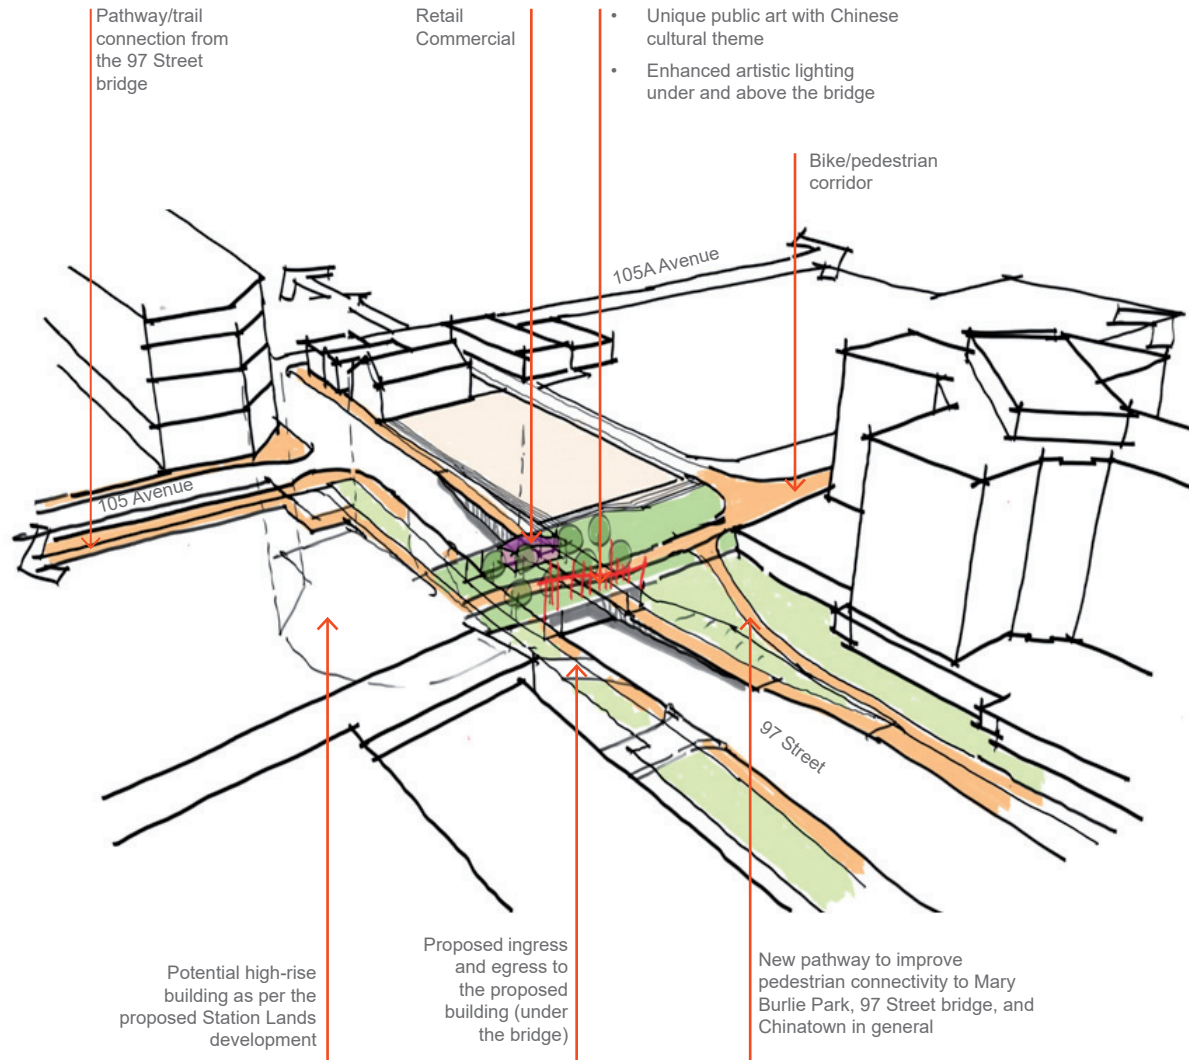 Pathway/trail
connection from
the 97 Street
bridge
Retail
Commercial
• Unique public art with Chinese
cultural theme
• Enhanced artistic lighting
under and above the bridge
Bike/pedestrian
corridor
105A Avenue
105 Avenue
97 Street
Potential high-rise
building as per the
proposed Station Lands
development
Proposed ingress
and egress to
the proposed
building (under
the bridge)
New pathway to improve
pedestrian connectivity to Mary
Burlie Park, 97 Street bridge, and
Chinatown in general